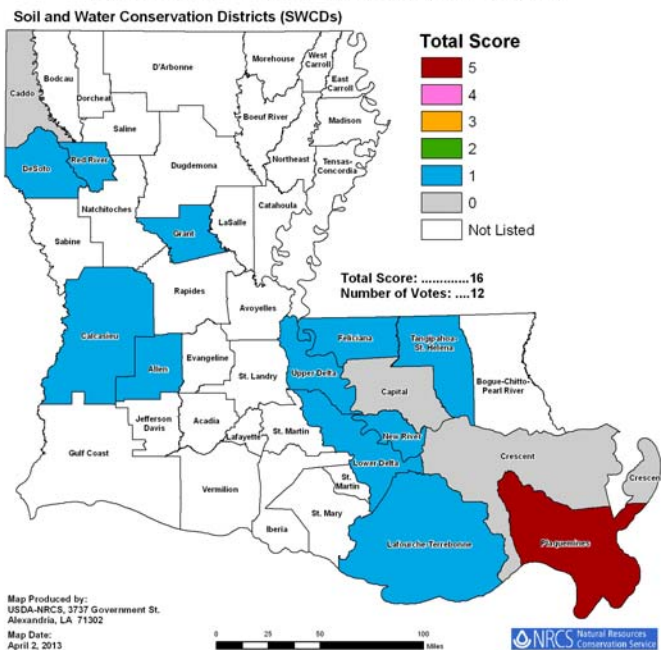 Soil and Water Conservation Districts (SWCDs)
Total Score
5
4
3
2
1
0
Not Listed
Caddo
Bodcau
Dorcheat
D'Arbonne
Morehouse
West
Carroll
East
Carroll
Boeuf River
Madison
Saline
DeSoto
Red River
Dugdemona
Northeast
Tensas-
Concordia
Natchitoches
Sabine
Grant
LaSalle
Catahoula
Total Score: .............16
Number of Votes: ....12
Rapides
Avoyelles
Calcasieu
Allen
Evangeline
St. Landry
Feliciana
Tangipahoa-
St. Helena
Upper Delta
Capital
Bogue-Chitto-
Pearl River
Jefferson
Davis
Acadia
Lafayette
St. Martin
New River
Gulf Coast
Lower Delta
Crescent
Crescent
Vermilion
St.
Martin
St. Mary
Iberia
Lafourche-Terrebonne
Plaquemines
Map Produced by:
USDA-NRCS, 3737 Government St.
Alexandria, LA 71302
Map Date:
April 2, 2013
0 25 50 100
Miles
NRCS Natural Resources
Conservation Service